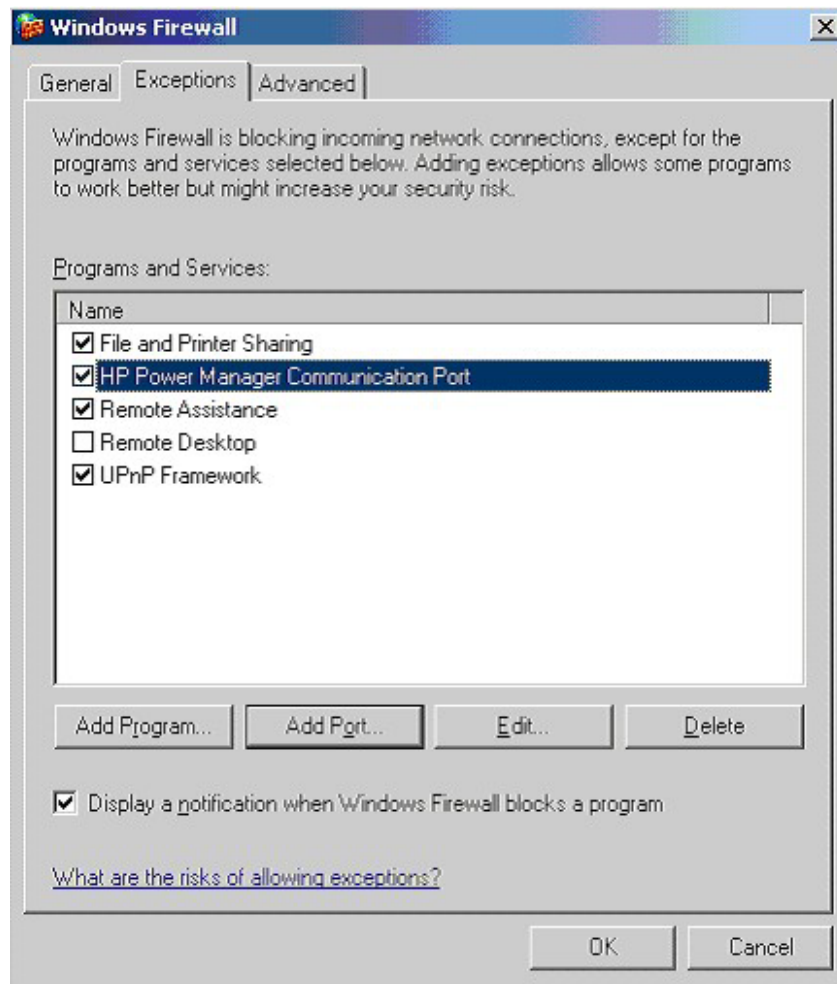 Windows Firewall
General Exceptions Advanced
Windows Firewall is blocking incoming network connections, except for the
programs and services selected below. Adding exceptions allows some programs
to work better but might increase your security risk.
Programs and Services:
Name
File and Printer Sharing
HP Power Manager Communication Port
Remote Assistance
Remote Desktop
UPnP Framework
Add Program... Add Port... Edit... Delete
Display a notification when Windows Firewall blocks a program
What are the risks of allowing exceptions?
OK Cancel